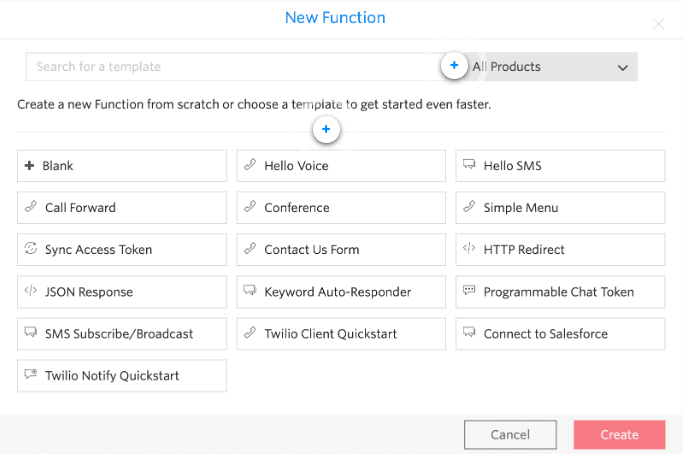 New Function
Search for a template
All Products
Create a new Function from scratch or choose a template to get started even faster.
Blank
Hello Voice
Hello SMS
Call Forward
Conference
Simple Menu
Sync Access Token
Contact Us Form
HTTP Redirect
JSON Response
Keyword Auto-Responder
Programmable Chat Token
SMS Subscribe/Broadcast
Twilio Client Quickstart
Connect to Salesforce
Twilio Notify Quickstart
Cancel
Create